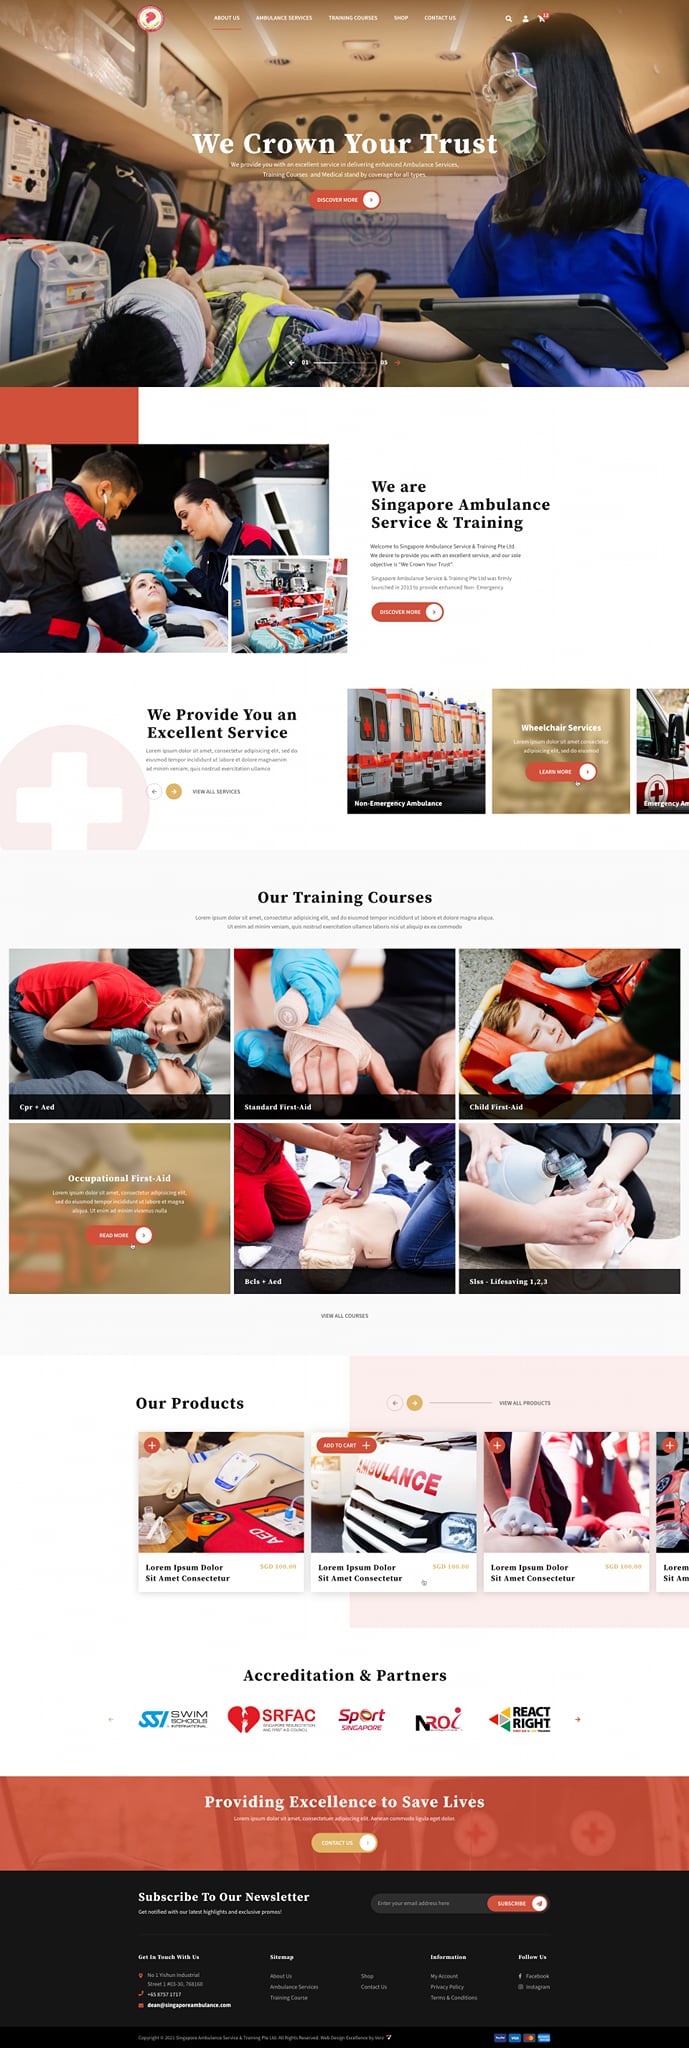 ABOUT US
AMBULANCE SERVICES
TRAINING COURSES
SHOP
CONTACT US
12
We Crown Your Trust
We provide you with an excellent service in delivering enhanced Ambulance Services,
Training Courses and Medical stand by coverage for all types.
DISCOVER MORE
01
05
We are
Singapore Ambulance
Service & Training
Welcome to Singapore Ambulance Service & Training Pte Ltd.
We desire to provide you with an excellent service, and our sole
objective is "We Crown Your Trust".
Singapore Ambulance Service & Training Pte Ltd was firmly
launched in 2013 to provide enhanced Non- Emergency
DISCOVER MORE
We Provide You an
Excellent Service
Lorem ipsum dolor sit amet, consectetur adipisicing elit, sed do
eiusmod tempor incididunt ut labore et dolore magnaenim
ad minim veniam, quis nostrud exercitation ullamco
VIEW ALL SERVICES
Non-Emergency Ambulance
Wheelchair Services
Lorem ipsum dolor sit amet, consectetur
adipisicing elit, sed do eiusmod
LEARN MORE
Emergency Am
Our Training Courses
Lorem ipsum dolor sit amet, consectetur adipisicing elit, sed do eiusmod tempor incididunt ut labore et dolore magna aliqua.
Ut enim ad minim veniam, quis nostrud exercitation ullamco laboris nisi ut aliquip ex ea commodo
Cpr + Aed
Standard First-Aid
Child First-Aid
Occupational First-Aid
Lorem ipsum dolor sit amet, consectetur adipisicing elit,
sed do eiusmod tempor incididunt ut labore et magna
aliqua. Ut enim ad minim vivamus nulla
READ MORE
Bcls + Aed
Slss - Lifesaving 1,2,3
VIEW ALL COURSES
Our Products
VIEW ALL PRODUCTS
AED
ADD TO CART
AMBULANCE
Lorem Ipsum Dolor
Sit Amet Consectetur
SGD 100.00
Lorem Ipsum Dolor
Sit Amet Consectetur
SGD 100.00
Lorem Ipsum Dolor
Sit Amet Consectetur
SGD 100.00
Lorem
Sit Am
Accreditation & Partners
SSI SWIM
SCHOOLS
INTERNATIONAL
SRFAC
SINGAPORE RESUSCITATION
AND FIRST AID COUNCIL
Sport
SINGAPORE
NROI
REACT
RIGHT
Providing Excellence to Save Lives
Lorem ipsum dolor sit amet, consectetuer adipiscing elit. Aenean commodo ligula eget dolor.
CONTACT US
Subscribe To Our Newsletter
Get notified with our latest highlights and exclusive promos!
Enter your email address here
SUBSCRIBE
Get In Touch With Us
No 1 Yishun Industrial
Street 1 #03-30, 768160
+65 8757 1717
dean@singaporeambulance.com
Sitemap
About Us
Ambulance Services
Training Course
Shop
Contact Us
Information
My Account
Privacy Policy
Terms & Conditions
Follow Us
Facebook
Instagram
Copyright © 2021 Singapore Ambulance Service & Training Pte Ltd. All Rights Reserved. Web Design Excellence by Verz
PayPal
VISA